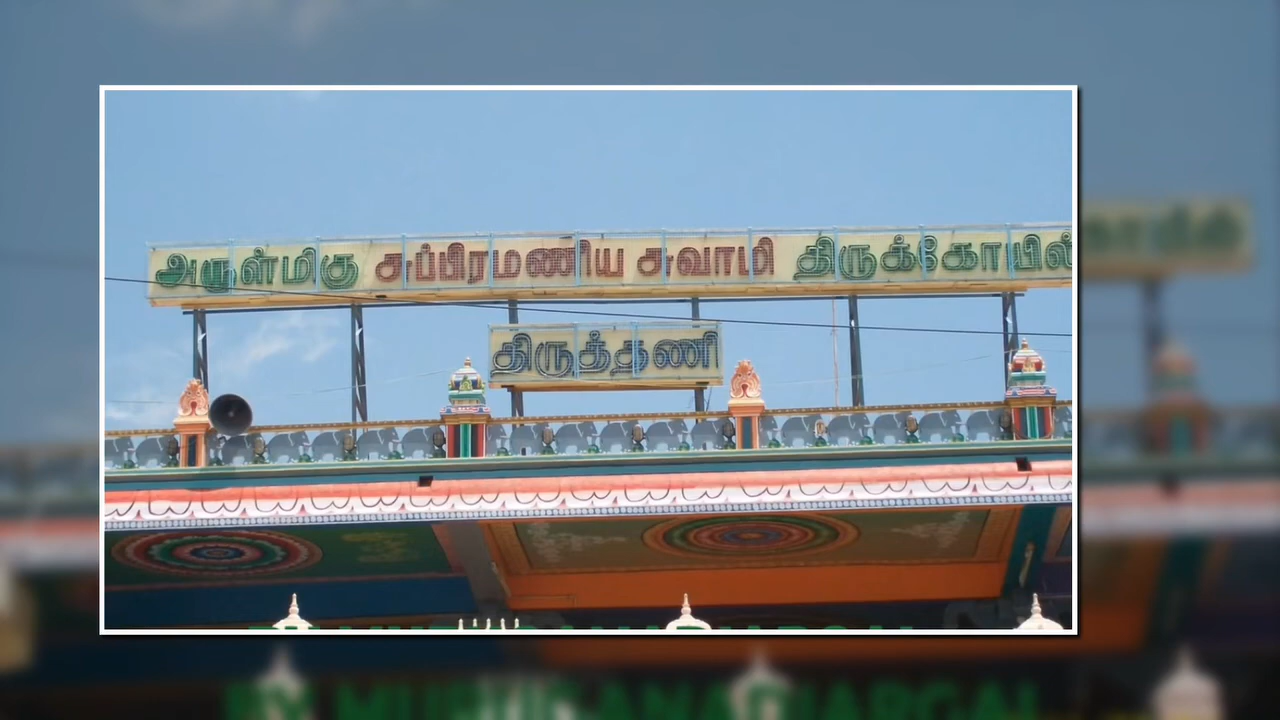 அருள்மிகு சுப்பிரமணிய சுவாமி திருக்கோயில்
திருத்தணி